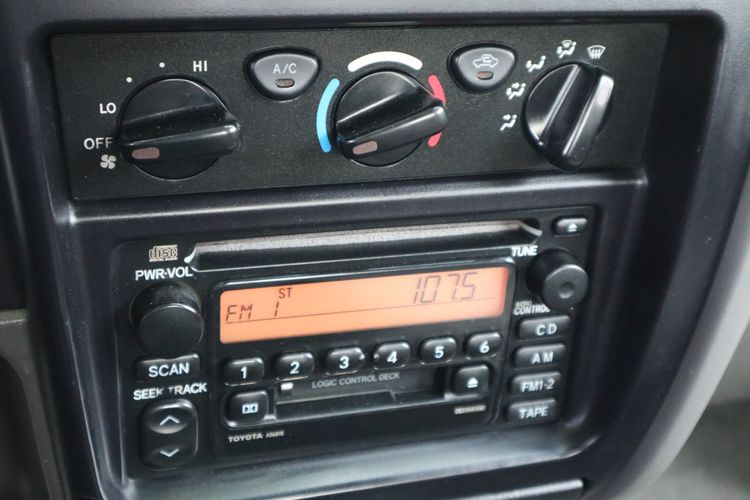 HI
A/C
LO
OFF
disc
PWR·VOL
TUNE
ST
107.5
FM 1
AUDIO
CONTROL
CD
SCAN
1 2 3 4 5 6
AM
SEEK TRACK
LOGIC CONTROL DECK
FM1·2
TAPE
TOYOTA